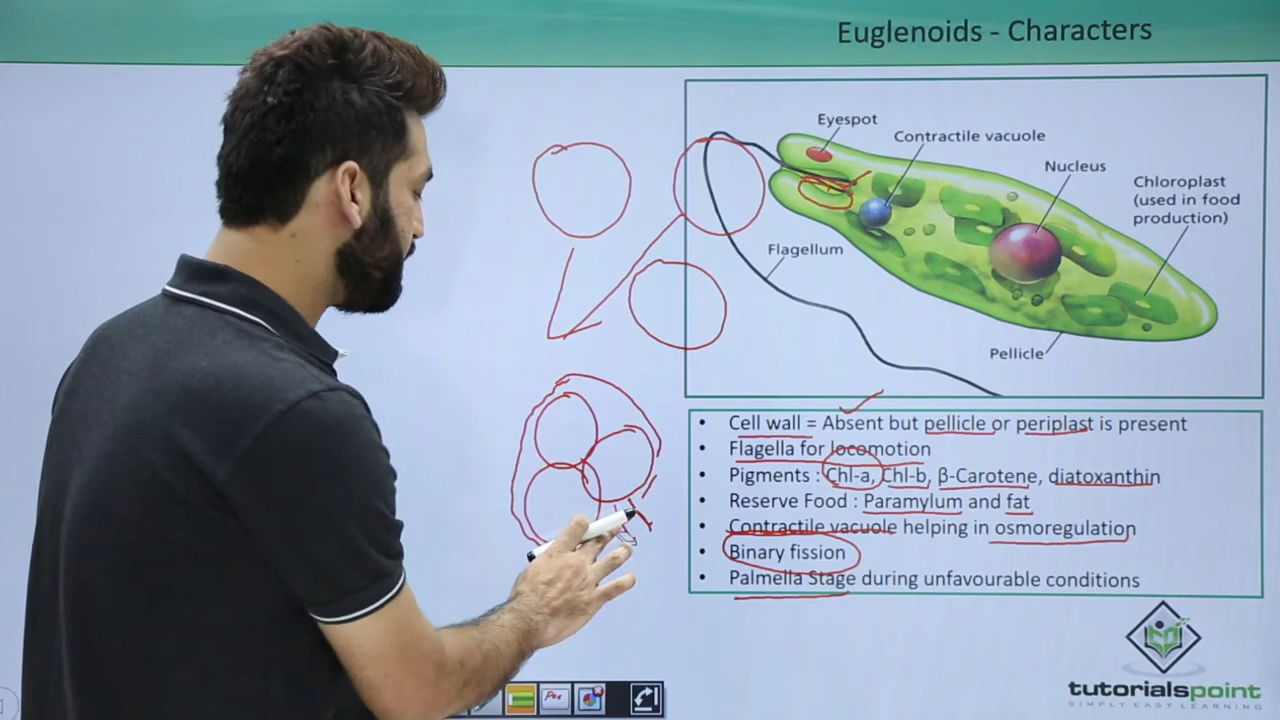 Euglenoids - Characters
Eyespot
Contractile vacuole
Nucleus
Chloroplast
(used in food
production)
Flagellum
Pellicle
• Cell wall = Absent but pellicle or periplast is present
• Flagella for locomotion
• Pigments : Chl-a, Chl-b, β-Carotene, diatoxanthin
• Reserve Food : Paramylum and fat
• Contractile vacuole helping in osmoregulation
• Binary fission
• Palmella Stage during unfavourable conditions
tutorialspoint
SIMPLY EASY LEARNING